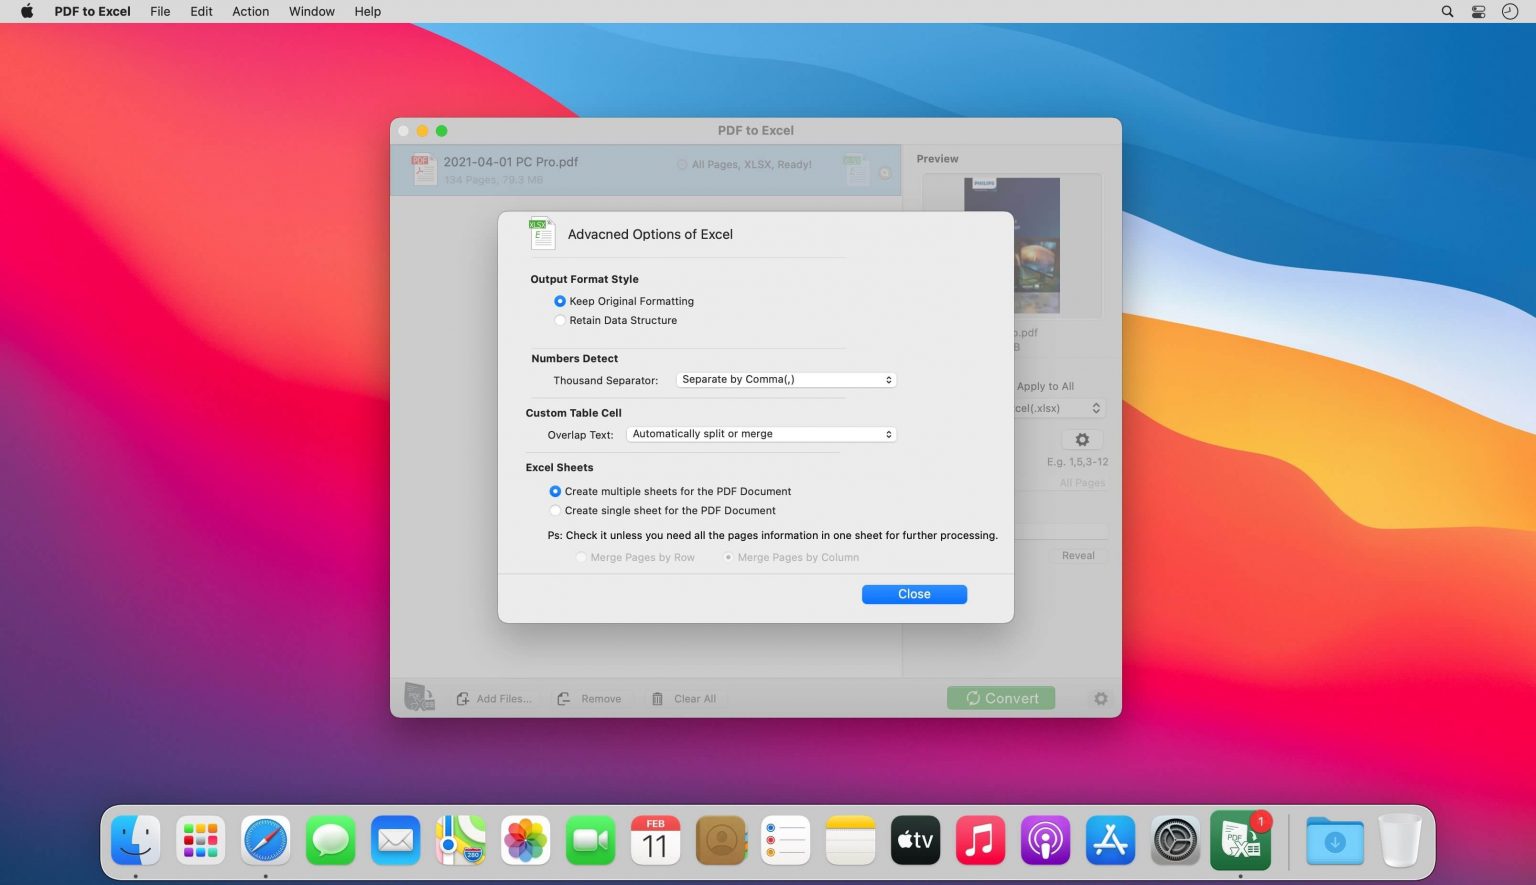 PDF to Excel File Edit Action Window Help
PDF to Excel
PDF
2021-04-01 PC Pro.pdf
134 Pages, 79.3 MB
All Pages, XLSX, Ready!
XLSX
Preview
PHILIPS
XLSX
Advacned Options of Excel
Output Format Style
Keep Original Formatting
Retain Data Structure
Numbers Detect
Thousand Separator: Separate by Comma(,)
Custom Table Cell
Overlap Text: Automatically split or merge
Excel Sheets
Create multiple sheets for the PDF Document
Create single sheet for the PDF Document
Ps: Check it unless you need all the pages information in one sheet for further processing.
Merge Pages by Row Merge Pages by Column
Close
o.pdf
B
Apply to All
cel(.xlsx)
E.g. 1,5,3-12
All Pages
Reveal
Add Files... Remove Clear All
Convert
280
FEB
11
tv
PDF
1